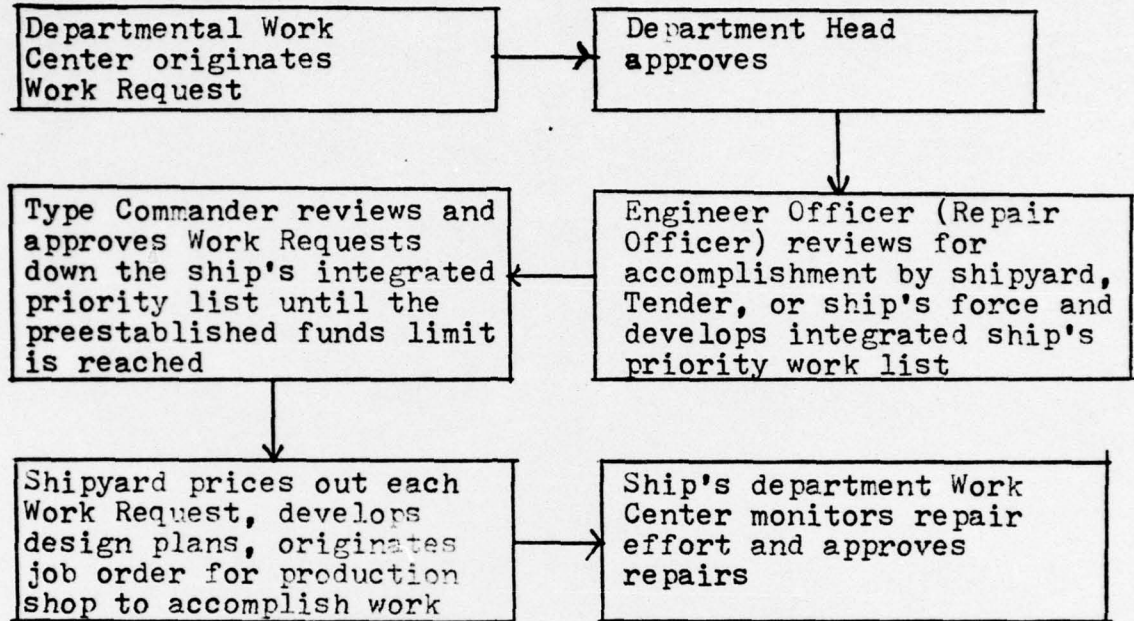 Departmental Work
Center originates
Work Request
Department Head
approves
Engineer Officer (Repair
Officer) reviews for
accomplishment by shipyard,
Tender, or ship's force and
develops integrated ship's
priority work list
Type Commander reviews and
approves Work Requests
down the ship's integrated
priority list until the
preestablished funds limit
is reached
Shipyard prices out each
Work Request, develops
design plans, originates
job order for production
shop to accomplish work
Ship's department Work
Center monitors repair
effort and approves
repairs